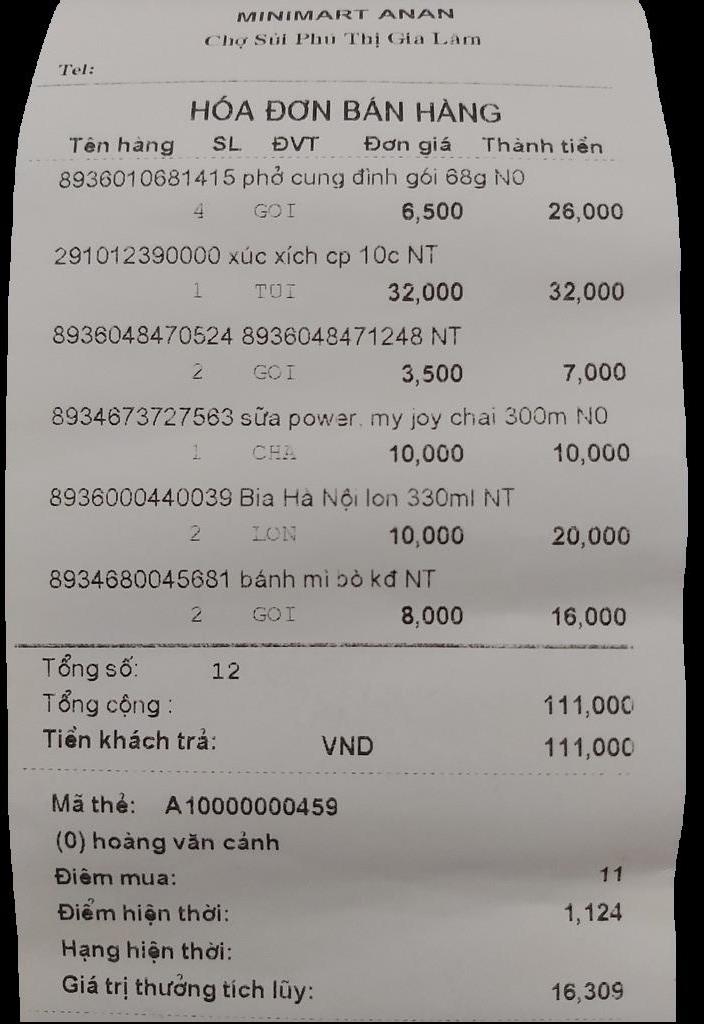 MINIMART ANAN
Chợ Sủi Phú Thị Gia Lâm
Tel:
HÓA ĐƠN BÁN HÀNG
Tên hàng SL ĐVT Đơn giá Thành tiền
8936010681415 phở cung đình gói 68g N0
4 GOI 6,500 26,000
291012390000 xúc xích cp 10c NT
1 TUI 32,000 32,000
8936048470524 8936048471248 NT
2 GOI 3,500 7,000
8934673727563 sữa power. my joy chai 300m N0
1 CHA 10,000 10,000
8936000440039 Bia Hà Nội lon 330ml NT
2 LON 10,000 20,000
8934680045681 bánh mì bò kđ NT
2 GOI 8,000 16,000
Tổng số: 12
Tổng cộng : 111,000
Tiền khách trả: VND 111,000
Mã thẻ: A10000000459
(0) hoàng văn cảnh
Điểm mua: 11
Điểm hiện thời: 1,124
Hạng hiện thời:
Giá trị thưởng tích lũy: 16,309